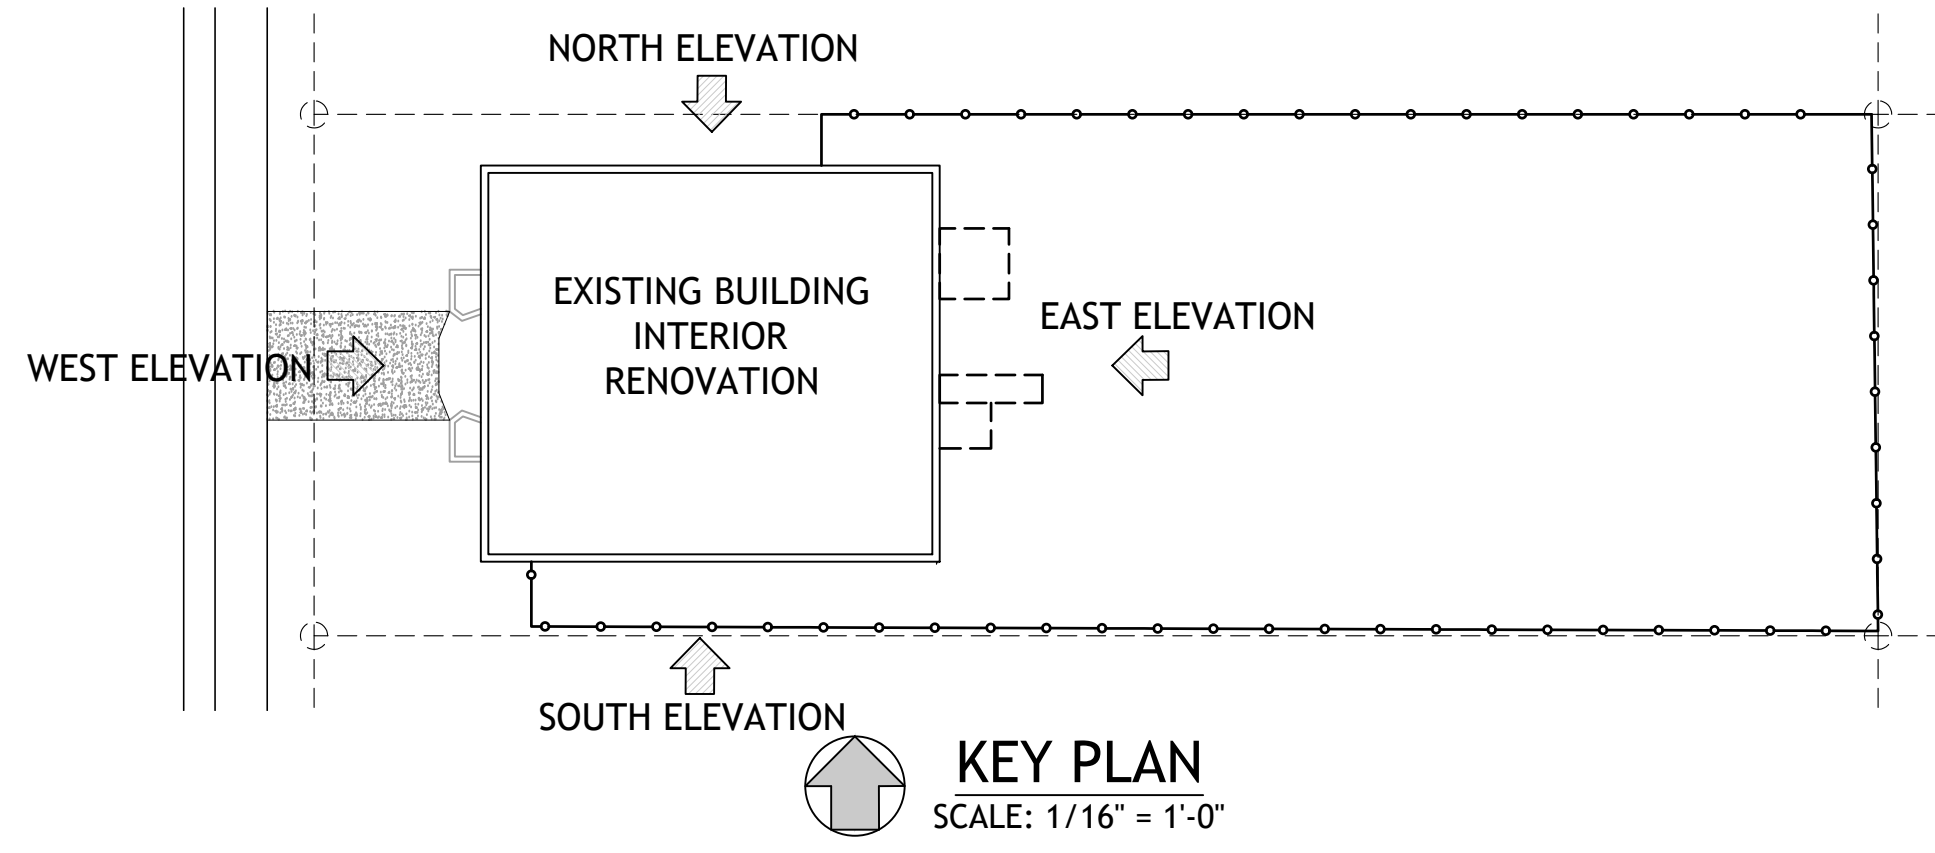 NORTH ELEVATION
EXISTING BUILDING
INTERIOR
RENOVATION
EAST ELEVATION
WEST ELEVATION
SOUTH ELEVATION
KEY PLAN
SCALE: 1/16" = 1'-0"